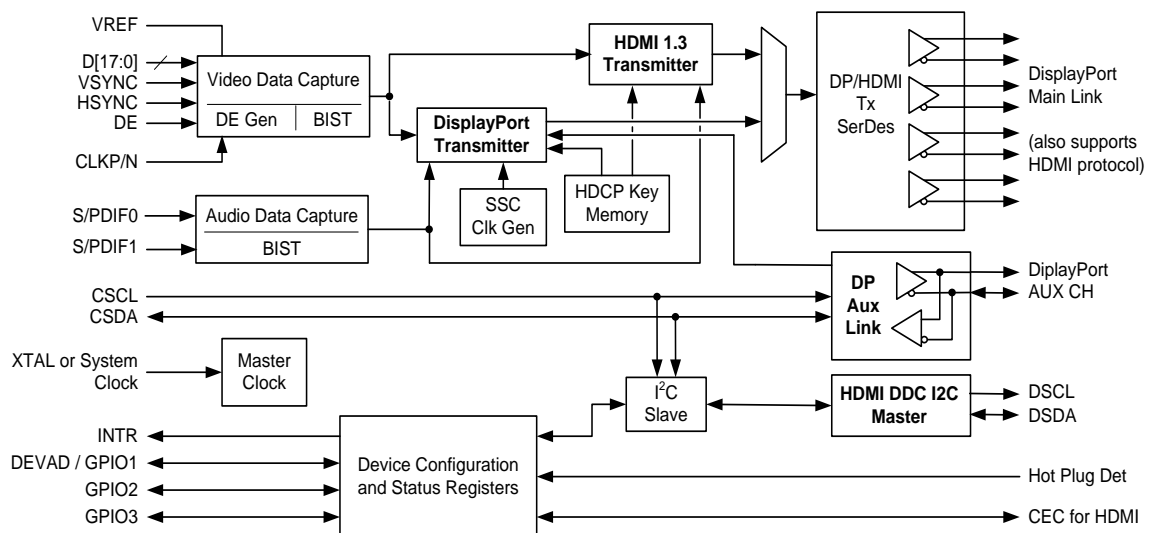 VREF
D[17:0]
VSYNC
HSYNC
DE
CLKP/N
Video Data Capture
DE Gen
BIST
HDMI 1.3
Transmitter
DisplayPort
Transmitter
SSC
Clk Gen
HDCP Key
Memory
DP/HDMI
Tx
SerDes
DisplayPort
Main Link
(also supports
HDMI protocol)
S/PDIF0
S/PDIF1
Audio Data Capture
BIST
CSCL
CSDA
DP
Aux
Link
DiplayPort
AUX CH
XTAL or System
Clock
Master
Clock
I²C
Slave
HDMI DDC I2C
Master
DSCL
DSDA
INTR
DEVAD / GPIO1
GPIO2
GPIO3
Device Configuration
and Status Registers
Hot Plug Det
CEC for HDMI